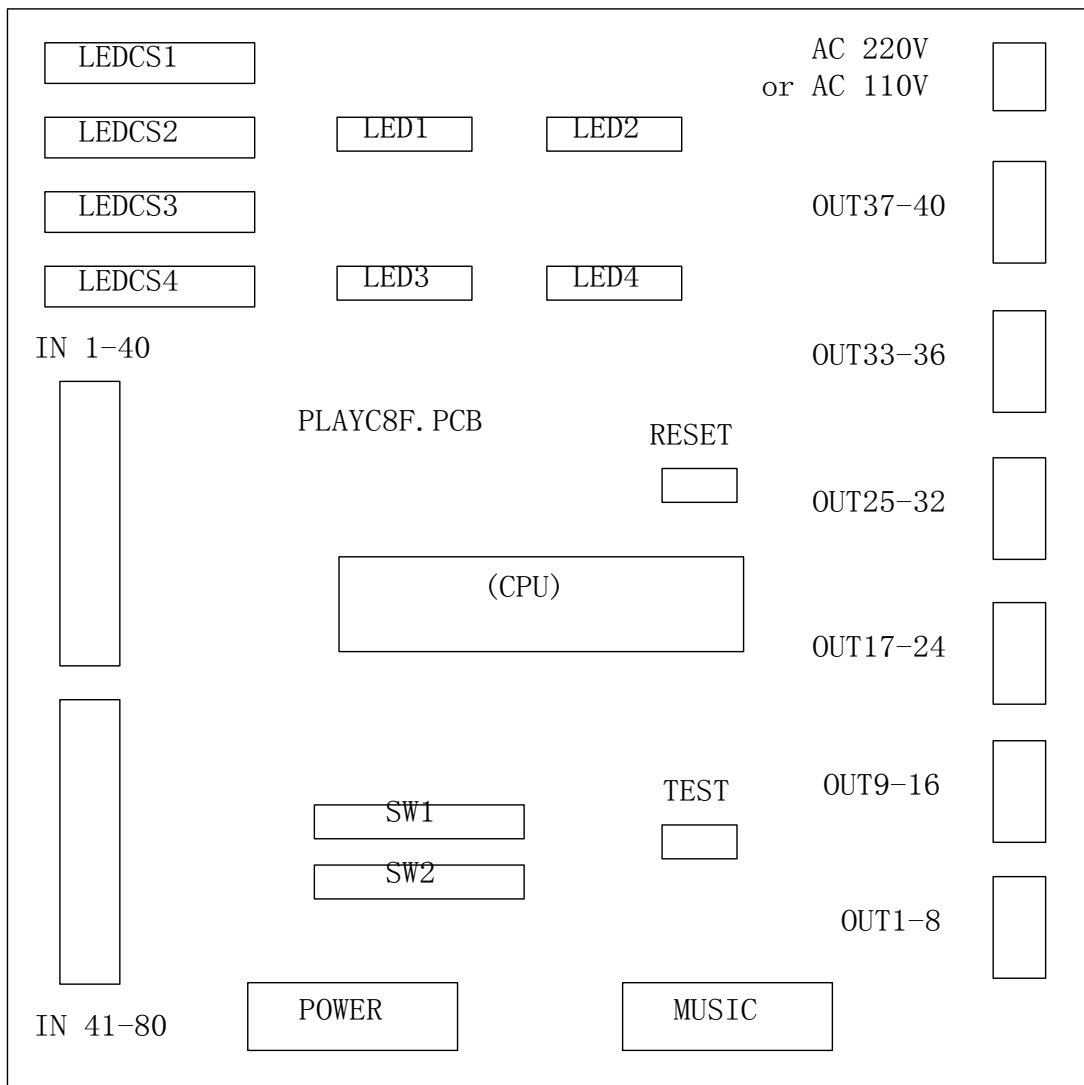 LEDCS1
AC 220V
or AC 110V
LEDCS2
LED1
LED2
LEDCS3
OUT37-40
LEDCS4
LED3
LED4
IN 1-40
OUT33-36
PLAYC8F.PCB
RESET
OUT25-32
(CPU)
OUT17-24
TEST
OUT9-16
SW1
SW2
OUT1-8
POWER
MUSIC
IN 41-80